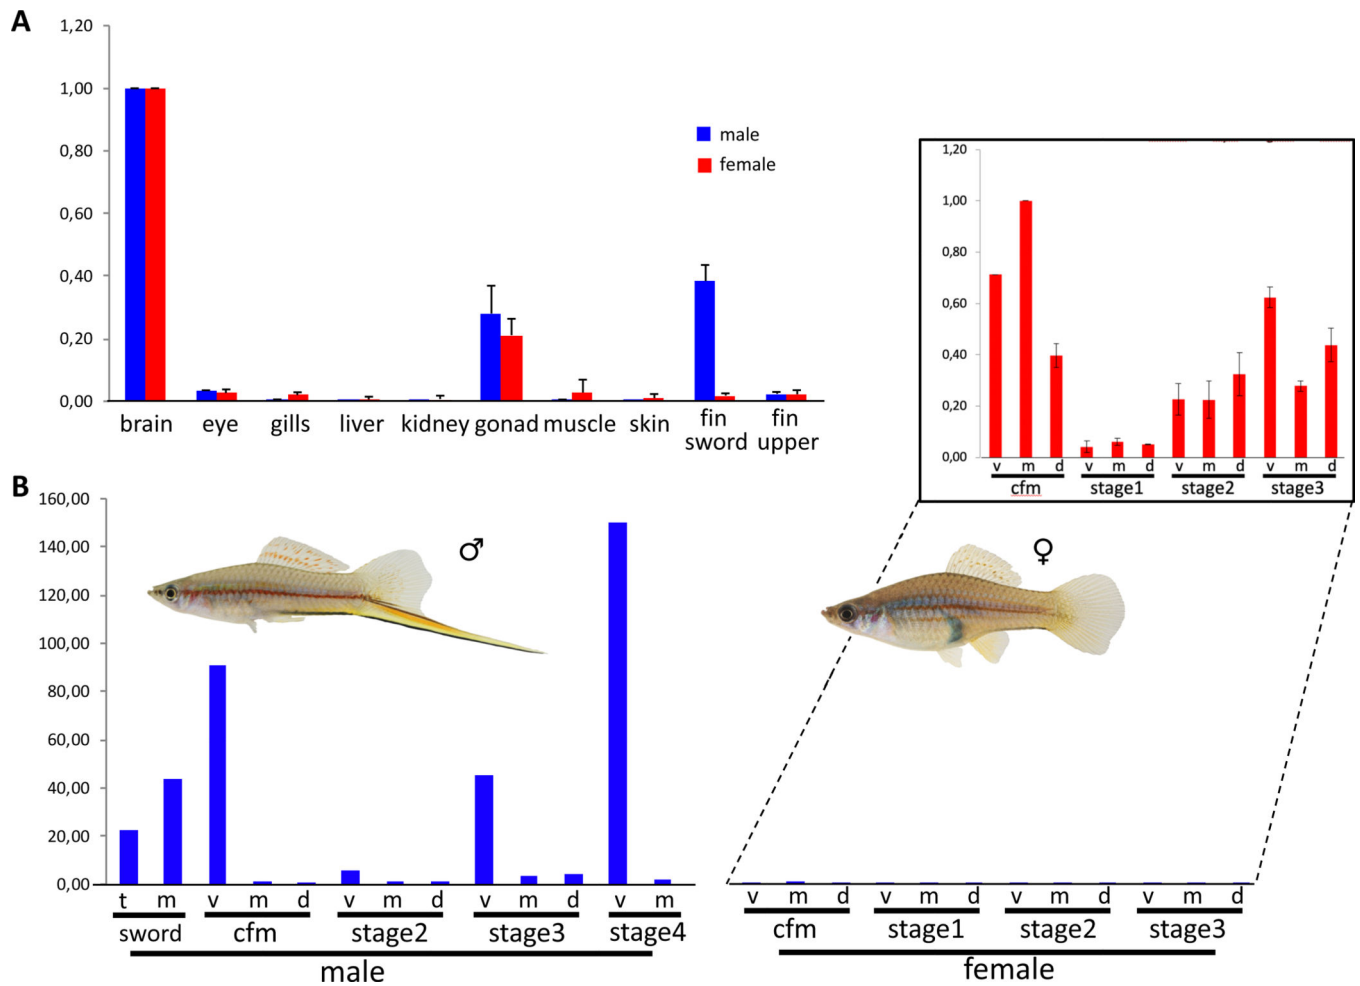 A
1,20
1,00
0,80
0,60
0,40
0,20
0,00
male
female
brain eye gills liver kidney gonad muscle skin fin sword fin upper
1,20
1,00
0,80
0,60
0,40
0,20
0,00
v m d v m d v m d v m d
cfm stage1 stage2 stage3
B
160,00
140,00
120,00
100,00
80,00
60,00
40,00
20,00
0,00
♂
♀
t m v m d v m d v m d v m
sword cfm stage2 stage3 stage4
male
v m d v m d v m d v m d
cfm stage1 stage2 stage3
female